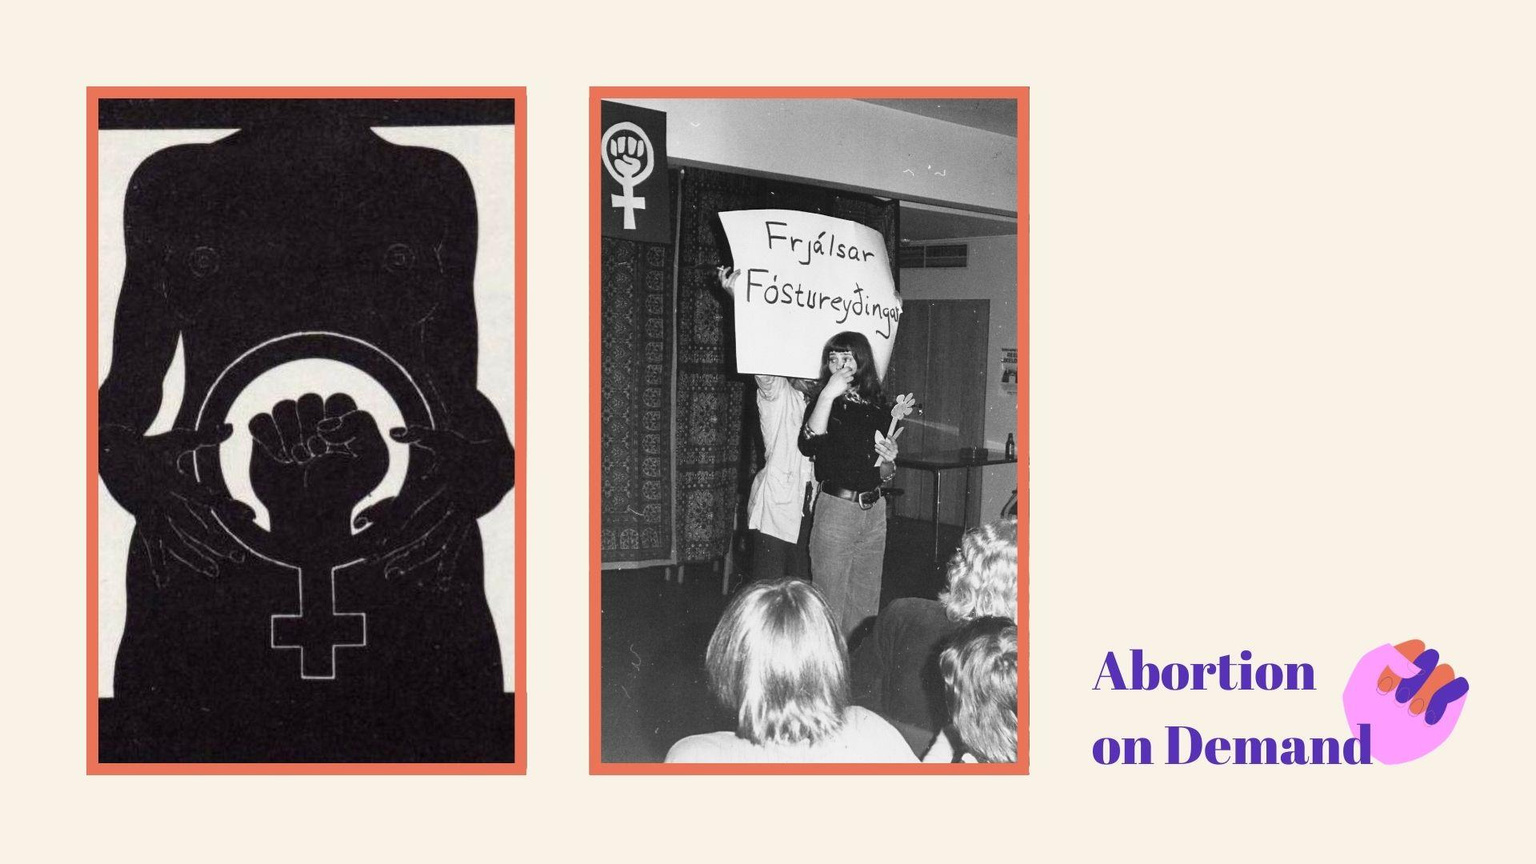 Frjálsar
Fóstureyðingar
Abortion
on Demand